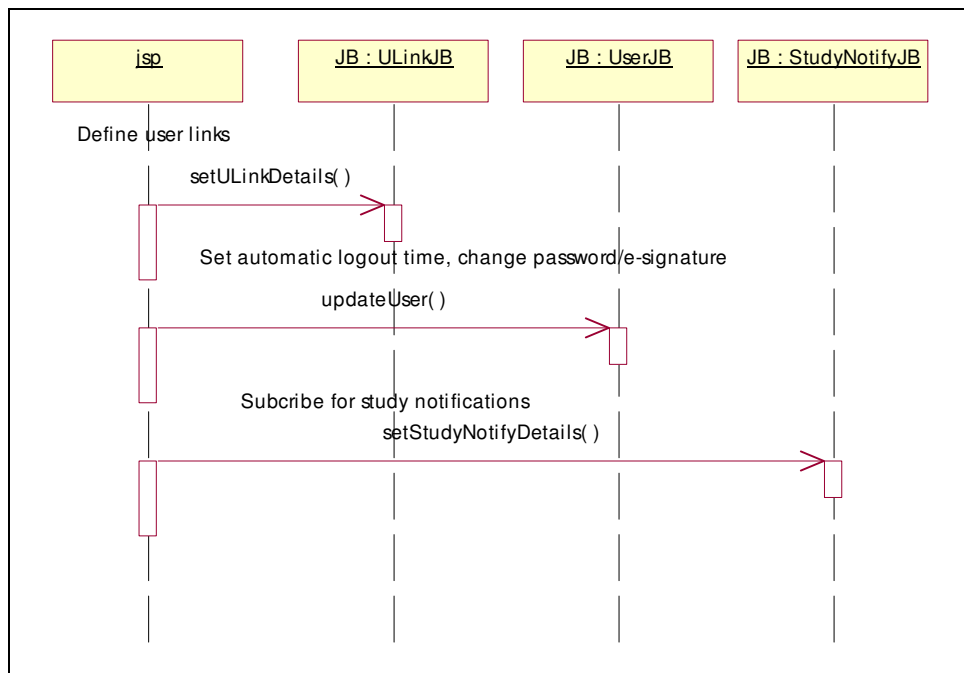 jsp
JB : ULinkJB
JB : UserJB
JB : StudyNotifyJB
Define user links
setULinkDetails( )
Set automatic logout time, change password/e-signature
updateUser( )
Subcribe for study notifications
setStudyNotifyDetails( )